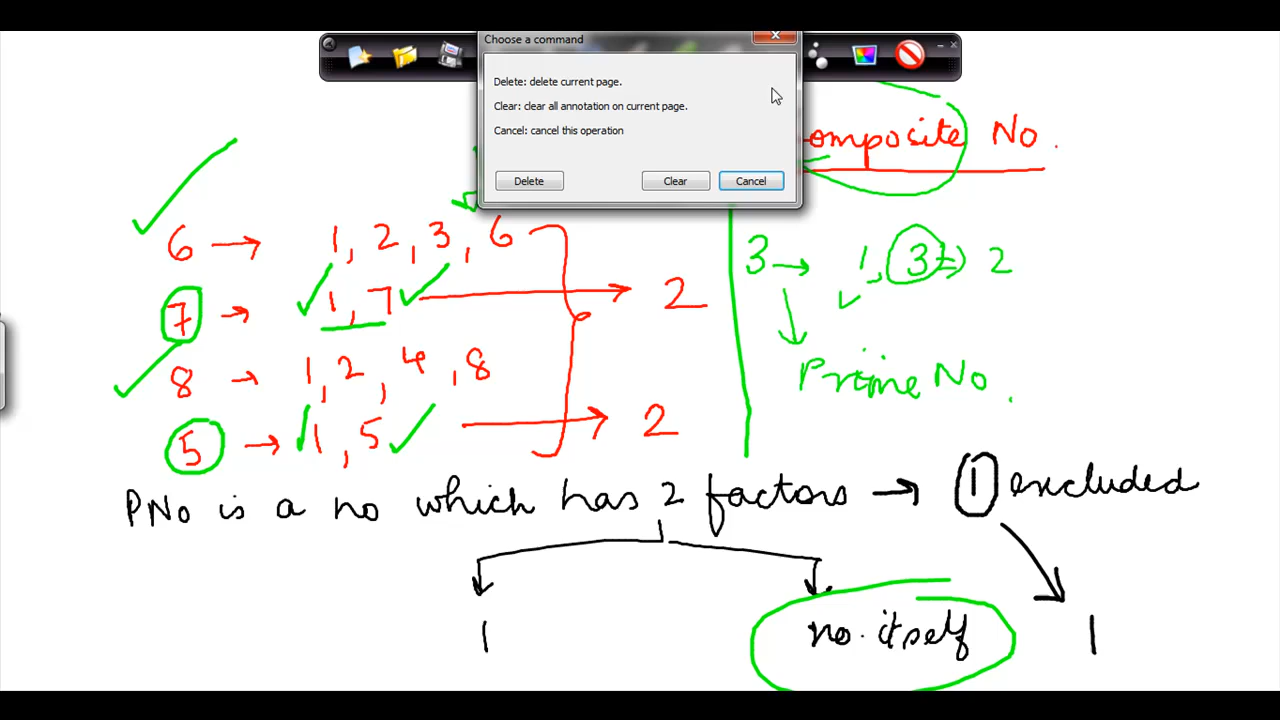 Choose a command
Delete: delete current page.
Clear: clear all annotation on current page.
Cancel: cancel this operation
Delete Clear Cancel
omposite No.
6 → 1, 2, 3, 6
7 → 1, 7 → 2
8 → 1, 2, 4, 8
5 → 1, 5 → 2
3 → 1, 3 => 2
Prime No.
PNo is a no which has 2 factors → 1 excluded
1 no. itself 1